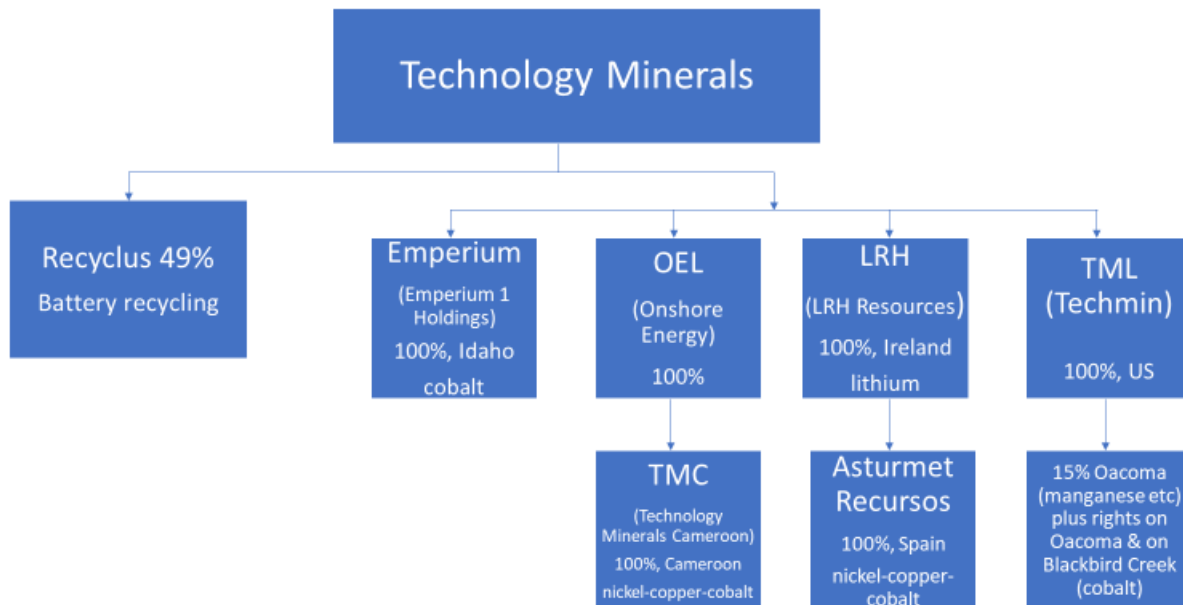 Technology Minerals
Recyclus 49%
Battery recycling
Emperium
(Emperium 1
Holdings)
100%, Idaho
cobalt
OEL
(Onshore
Energy)
100%
LRH
(LRH Resources)
100%, Ireland
lithium
TML
(Techmin)
100%, US
TMC
(Technology
Minerals Cameroon)
100%, Cameroon
nickel-copper-cobalt
Asturmet
Recursos
100%, Spain
nickel-copper-
cobalt
15% Oacoma
(manganese etc)
plus rights on
Oacoma & on
Blackbird Creek
(cobalt)